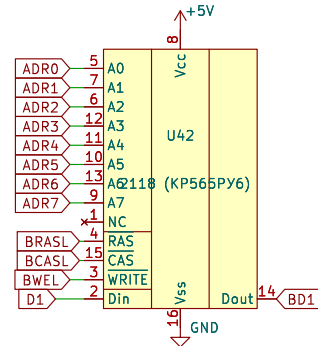 +5V
8
Vcc
ADR0 5 A0
ADR1 7 A1
ADR2 6 A2
ADR3 12 A3
U42
ADR4 11 A4
ADR5 10 A5
ADR6 13 A6 2118 (КР565РУ6)
ADR7 9 A7
1 NC
BRASL 4 RAS
BCASL 15 CAS
BWEL 3 WRITE
D1 2 Din
Vss
Dout 14 BD1
16
GND